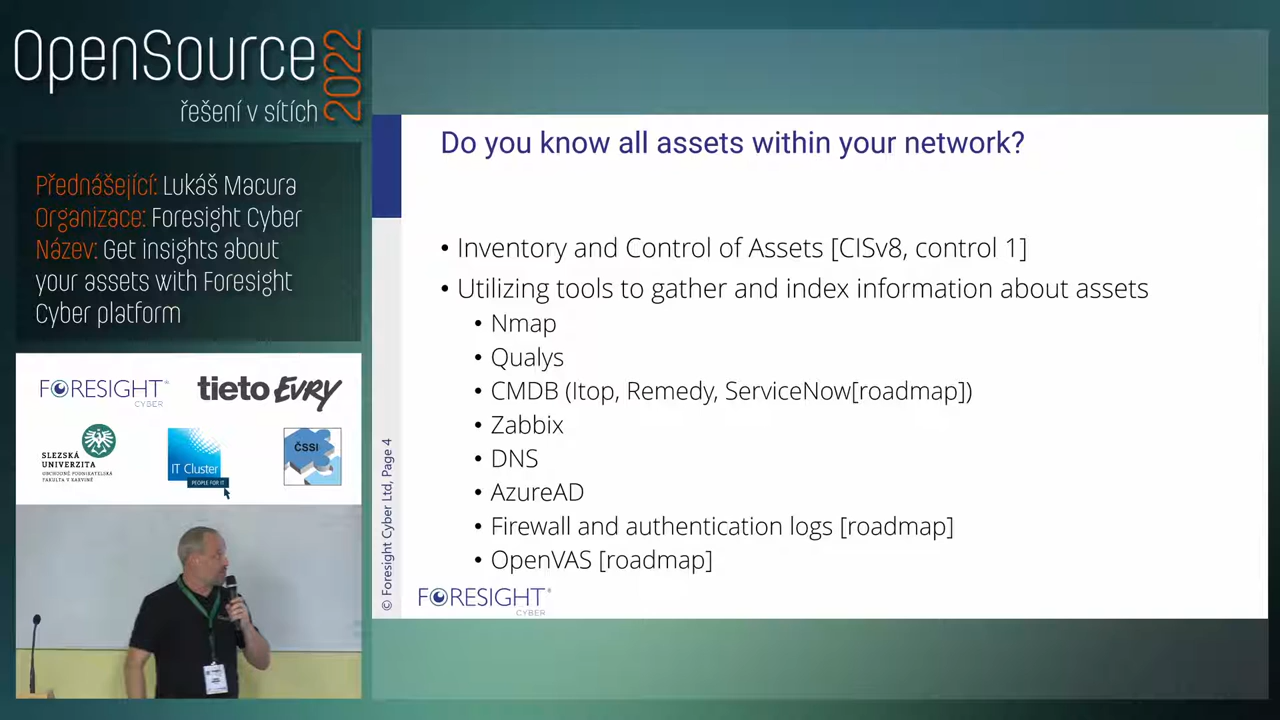 OpenSource
2022
řešení v sítích
Přednášející: Lukáš Macura
Organizace: Foresight Cyber
Název: Get insights about
your assets with Foresight
Cyber platform
FORESIGHT®
CYBER
tieto Evry
SLEZSKÁ
UNIVERZITA
OBCHODNĚ PODNIKATELSKÁ
FAKULTA V KARVINÉ
IT Cluster
PEOPLE FOR IT
ČSSI
Do you know all assets within your network?
• Inventory and Control of Assets [CISv8, control 1]
• Utilizing tools to gather and index information about assets
• Nmap
• Qualys
• CMDB (Itop, Remedy, ServiceNow[roadmap])
• Zabbix
• DNS
• AzureAD
• Firewall and authentication logs [roadmap]
• OpenVAS [roadmap]
© Foresight Cyber Ltd, Page 4
FORESIGHT®
CYBER